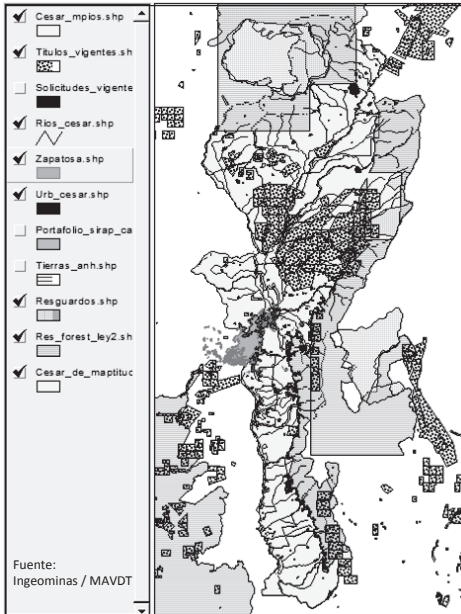 Cesar_mpios.shp
Titulos_vigentes.sh
Solicitudes_vigente
Rios_cesar.shp
Zapatosa.shp
Urb_cesar.shp
Portafolio_sirap_ca
Tierras_anh.shp
Resguardos.shp
Res_forest_ley2.sh
Cesar_de_maptitud
Fuente:
Ingeominas / MAVDT